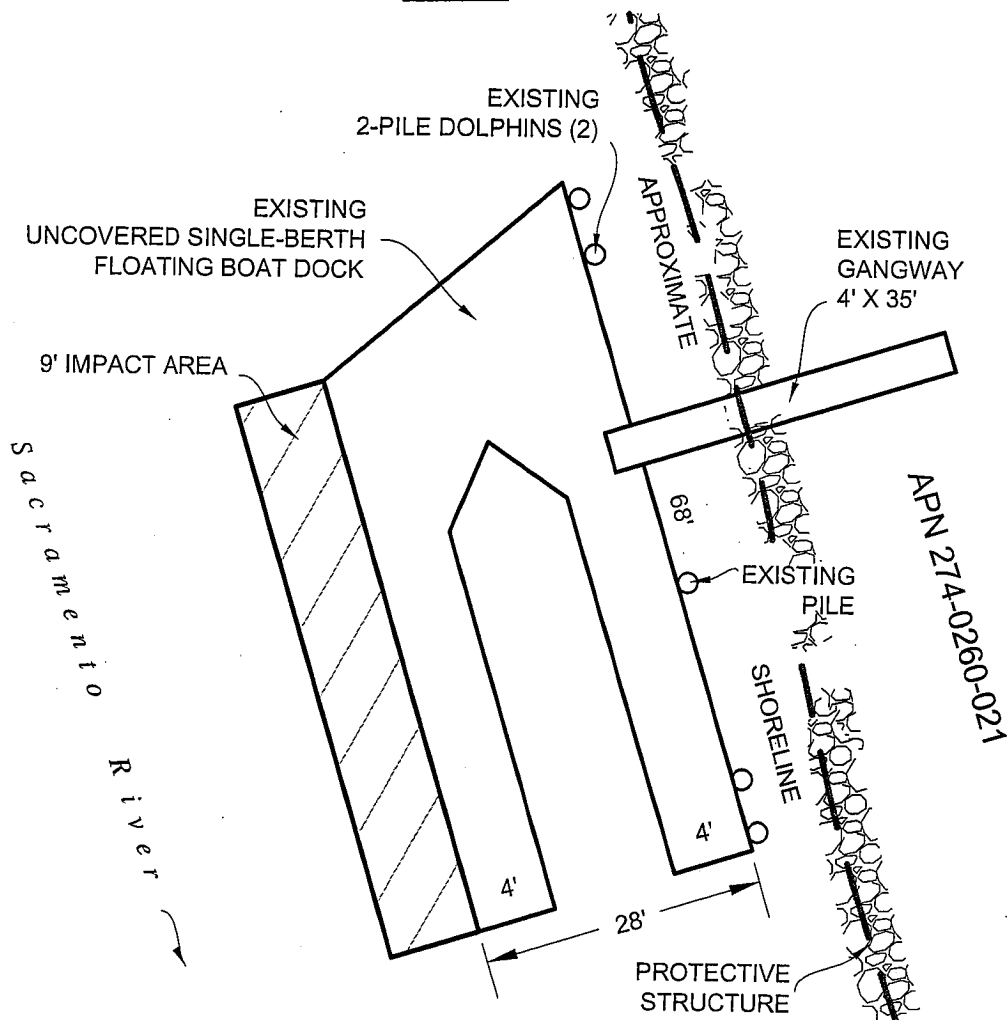 EXISTING
2-PILE DOLPHINS (2)
EXISTING
UNCOVERED SINGLE-BERTH
FLOATING BOAT DOCK
APPROXIMATE
EXISTING
GANGWAY
4' X 35'
9' IMPACT AREA
Sacramento River
68'
APN 274-0260-021
EXISTING
PILE
SHORELINE
4'
4'
28'
PROTECTIVE
STRUCTURE